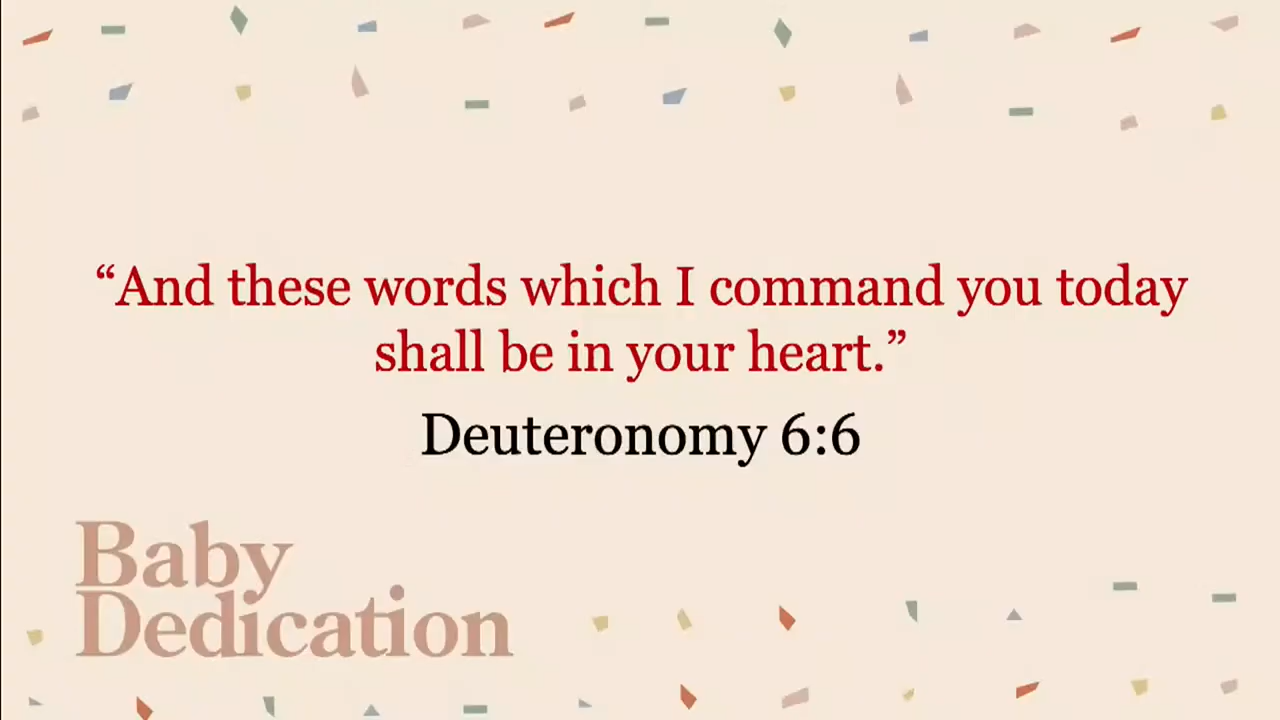 “And these words which I command you today
shall be in your heart.”
Deuteronomy 6:6
Baby
Dedication